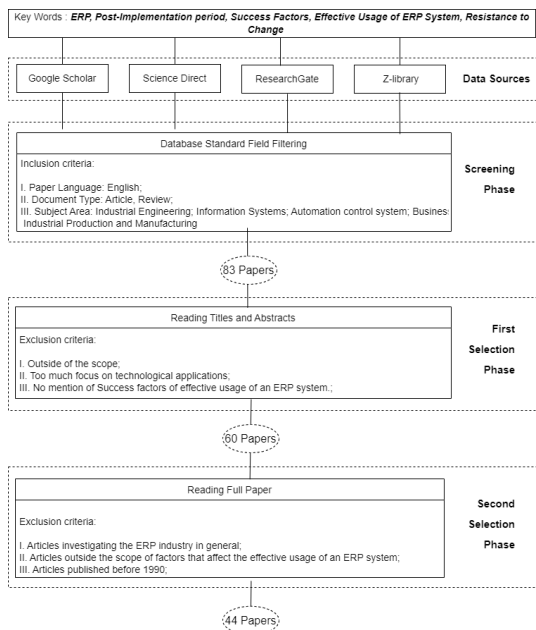 Key Words : ERP, Post-Implementation period, Success Factors, Effective Usage of ERP System, Resistance to
Change
Google Scholar
Science Direct
ResearchGate
Z-library
Data Sources
Database Standard Field Filtering
Inclusion criteria:
I. Paper Language: English;
II. Document Type: Article, Review;
III. Subject Area: Industrial Engineering; Information Systems; Automation control system; Business
Industrial Production and Manufacturing
Screening
Phase
83 Papers
Reading Titles and Abstracts
Exclusion criteria:
I. Outside of the scope;
II. Too much focus on technological applications;
III. No mention of Success factors of effective usage of an ERP system.;
First
Selection
Phase
60 Papers
Reading Full Paper
Exclusion criteria:
I. Articles investigating the ERP industry in general;
II. Articles outside the scope of factors that affect the effective usage of an ERP system;
III. Articles published before 1990;
Second
Selection
Phase
44 Papers